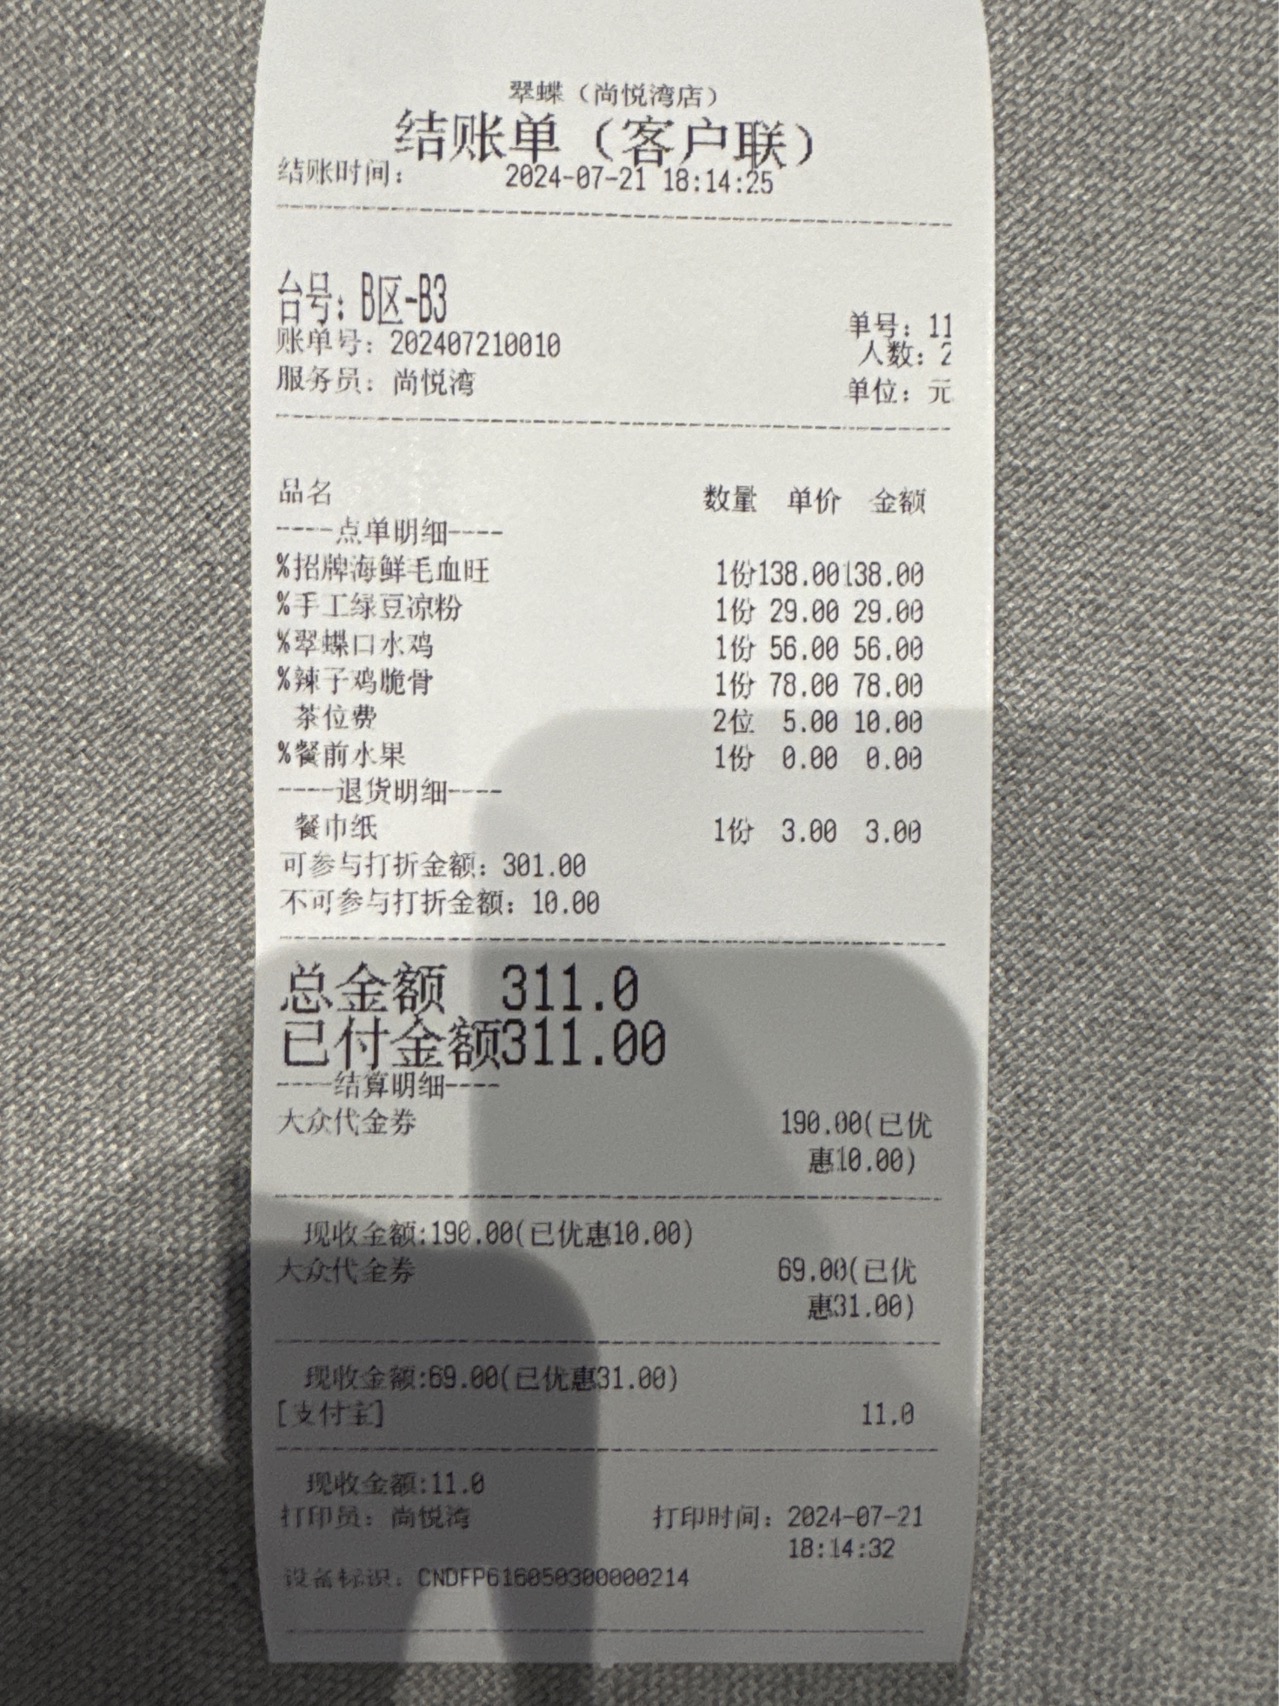 翠蝶（尚悦湾店）
结账单（客户联）
结账时间： 2024-07-21 18:14:25
台号：B区-B3
单号：11
账单号：202407210010
人数：2
服务员：尚悦湾
单位：元
品名 数量 单价 金额
----点单明细----
%招牌海鲜毛血旺 1份138.00138.00
%手工绿豆凉粉 1份 29.00 29.00
%翠蝶口水鸡 1份 56.00 56.00
%辣子鸡脆骨 1份 78.00 78.00
茶位费 2位 5.00 10.00
%餐前水果 1份 0.00 0.00
----退货明细----
餐巾纸 1份 3.00 3.00
可参与打折金额：301.00
不可参与打折金额：10.00
总金额 311.0
已付金额311.00
----结算明细----
大众代金券 190.00(已优
惠10.00)
现收金额:190.00(已优惠10.00)
大众代金券 69.00(已优
惠31.00)
现收金额:69.00(已优惠31.00)
[支付宝] 11.0
现收金额:11.0
打印员：尚悦湾 打印时间：2024-07-21
18:14:32
设备标识：CNDFP616050300000214